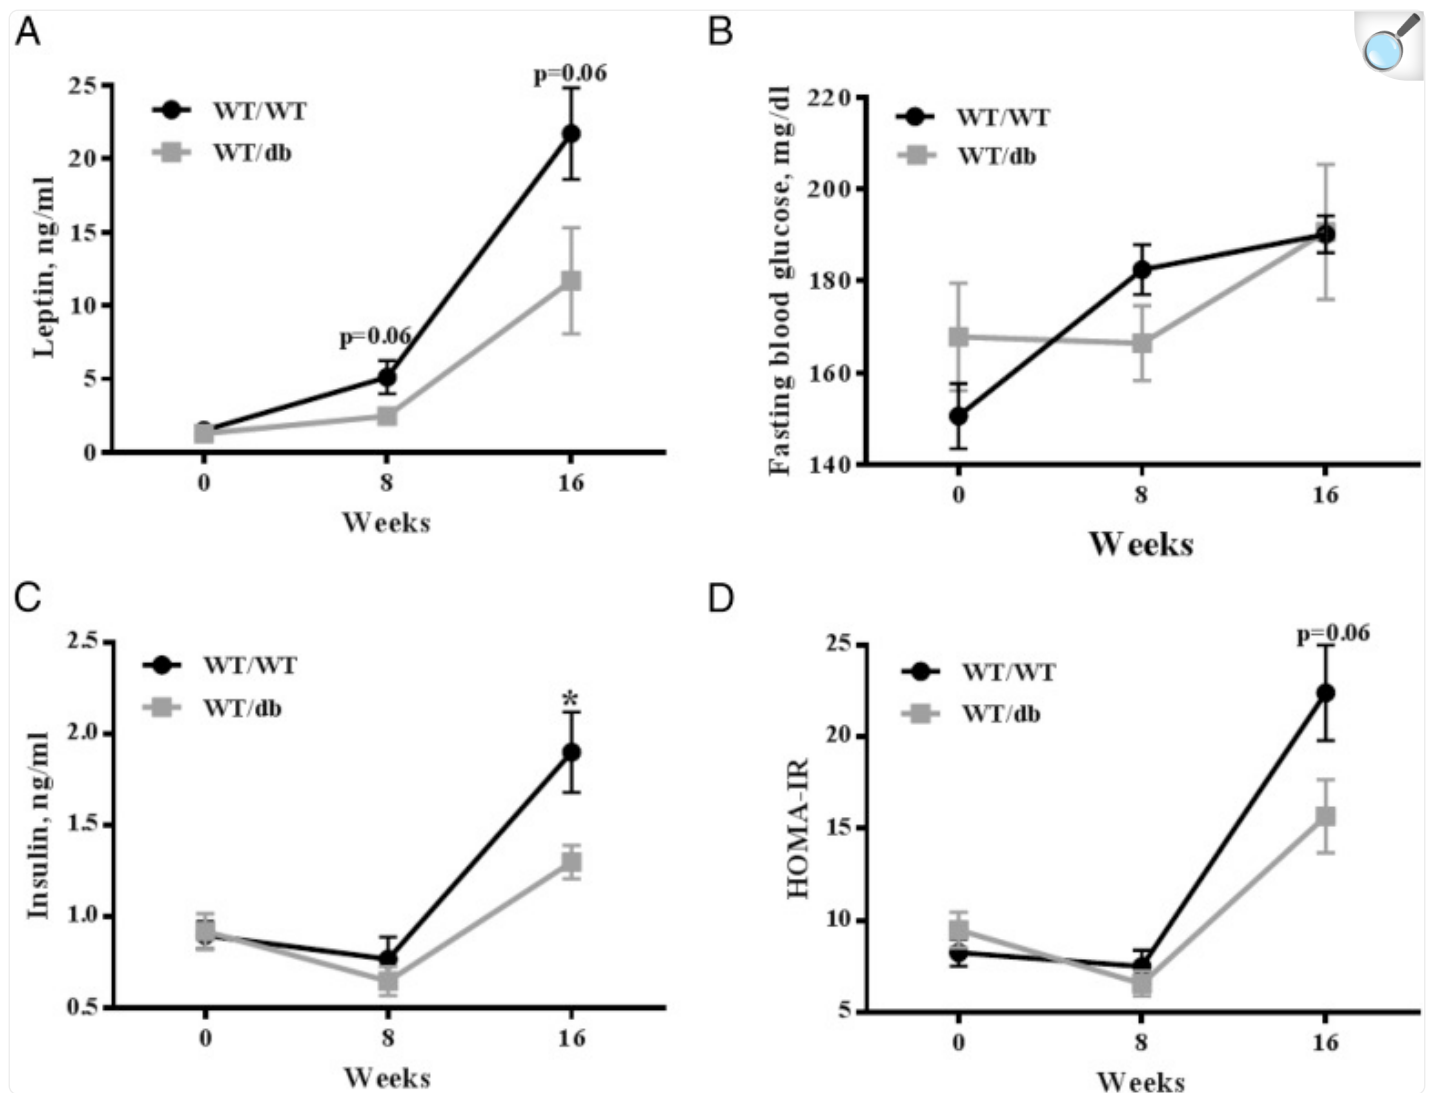 A
p=0.06
25
WT/WT
WT/db
20
15
10
p=0.06
5
0
0 8 16
Leptin, ng/ml
Weeks
B
220
WT/WT
WT/db
200
180
160
140
0 8 16
Fasting blood glucose, mg/dl
Weeks
C
2.5
WT/WT
WT/db
*
2.0
1.5
1.0
0.5
0 8 16
Insulin, ng/ml
Weeks
D
p=0.06
25
WT/WT
WT/db
20
15
10
5
0 8 16
HOMA-IR
Weeks